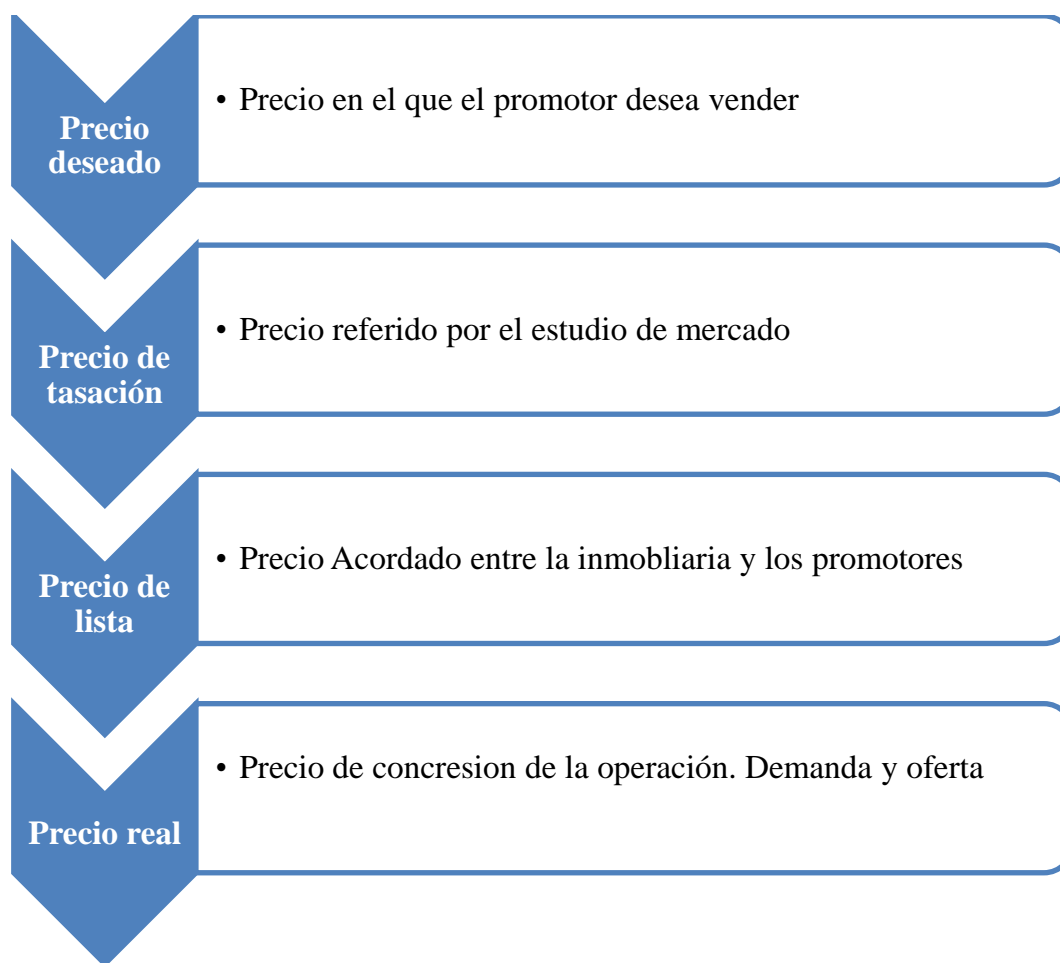 Precio
deseado
• Precio en el que el promotor desea vender
Precio de
tasación
• Precio referido por el estudio de mercado
Precio de
lista
• Precio Acordado entre la inmobliaria y los promotores
Precio real
• Precio de concresion de la operación. Demanda y oferta